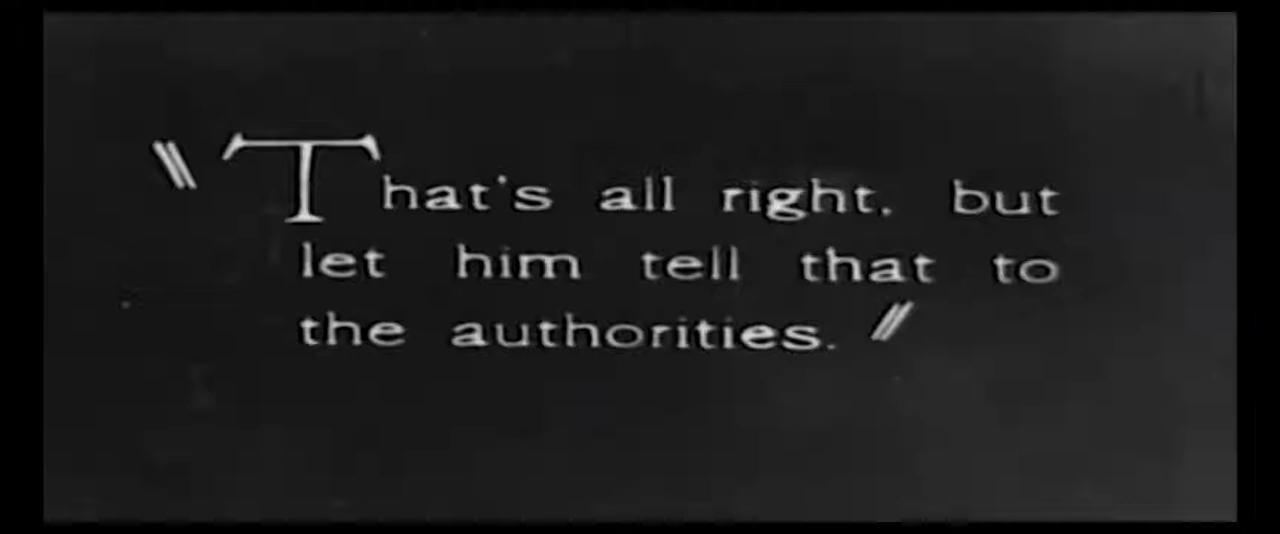 "That's all right, but
let him tell that to
the authorities."